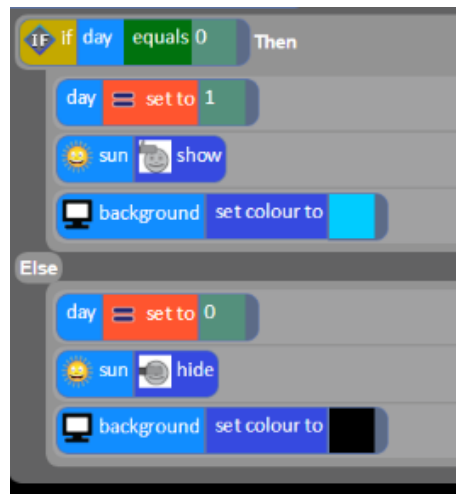 IF if day equals 0 Then
day = set to 1
sun show
background set colour to
Else
day = set to 0
sun hide
background set colour to